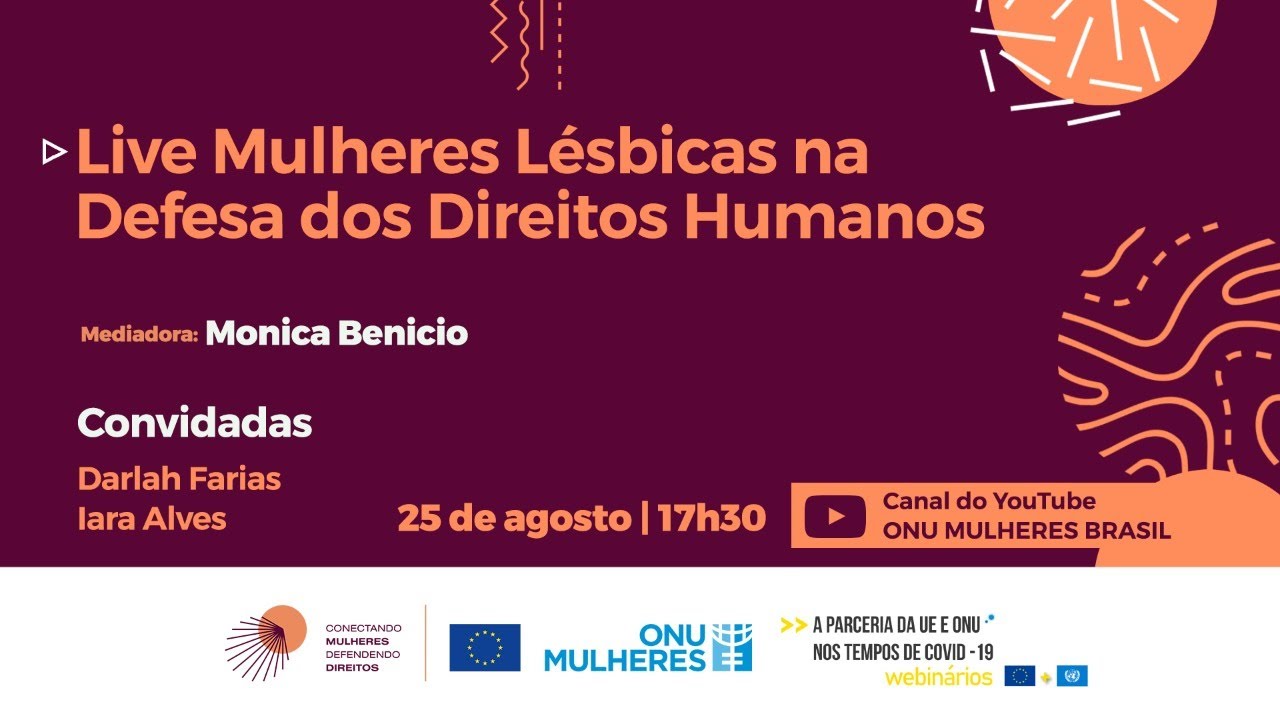 Live Mulheres Lésbicas na
Defesa dos Direitos Humanos
Mediadora: Monica Benicio
Convidadas
Darlah Farias
Iara Alves
25 de agosto | 17h30
Canal do YouTube
ONU MULHERES BRASIL
CONECTANDO
MULHERES
DEFENDENDO
DIREITOS
ONU
MULHERES
>> A PARCERIA DA UE E ONU
NOS TEMPOS DE COVID -19
webinários